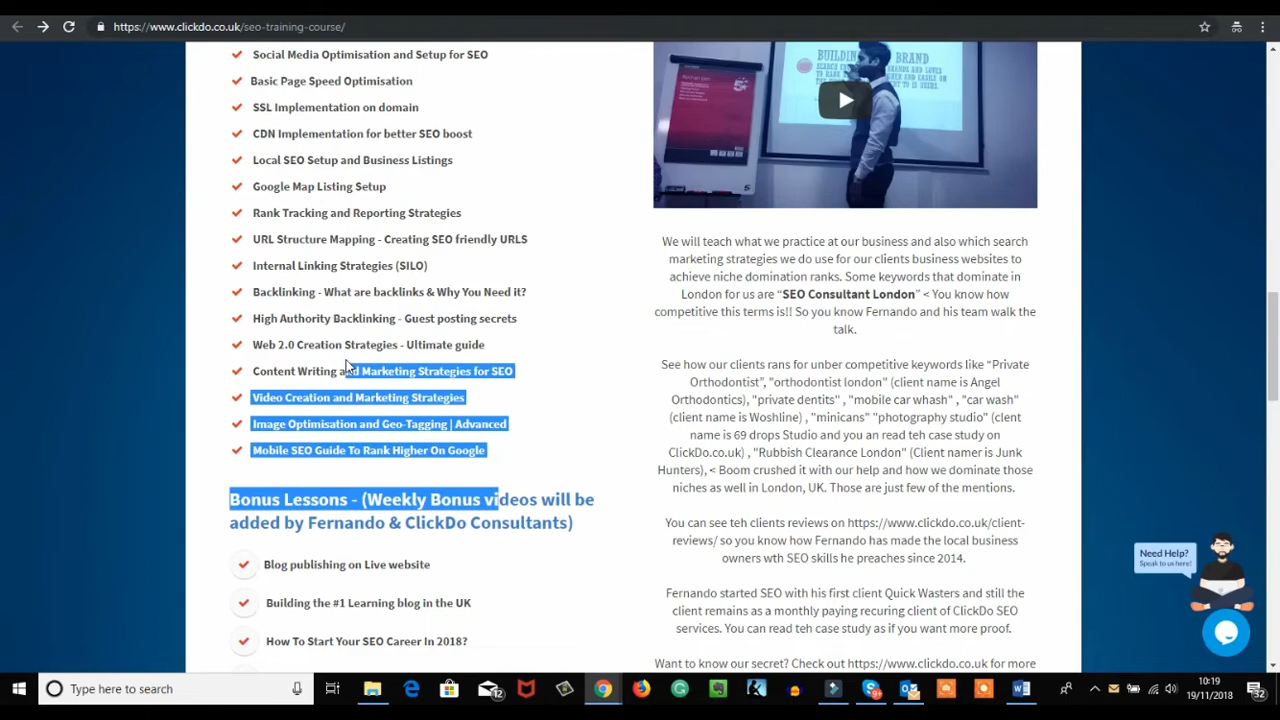 https://www.clickdo.co.uk/seo-training-course/
Social Media Optimisation and Setup for SEO
Basic Page Speed Optimisation
SSL Implementation on domain
CDN Implementation for better SEO boost
Local SEO Setup and Business Listings
Google Map Listing Setup
Rank Tracking and Reporting Strategies
URL Structure Mapping - Creating SEO friendly URLS
Internal Linking Strategies (SILO)
Backlinking - What are backlinks & Why You Need it?
High Authority Backlinking - Guest posting secrets
Web 2.0 Creation Strategies - Ultimate guide
Content Writing and Marketing Strategies for SEO
Video Creation and Marketing Strategies
Image Optimisation and Geo-Tagging | Advanced
Mobile SEO Guide To Rank Higher On Google
Bonus Lessons - (Weekly Bonus videos will be
added by Fernando & ClickDo Consultants)
Blog publishing on Live website
Building the #1 Learning blog in the UK
How To Start Your SEO Career In 2018?
BUILDING BRAND
We will teach what we practice at our business and also which search
marketing strategies we do use for our clients business websites to
achieve niche domination ranks. Some keywords that dominate in
London for us are “SEO Consultant London” < You know how
competitive this terms is!! So you know Fernando and his team walk the
talk.
See how our clients rans for unber competitive keywords like “Private
Orthodontist”, "orthodontist london" (client name is Angel
Orthodontics), "private dentits" , "mobile car whash" , "car wash"
(client name is Woshline) , "minicans" "photography studio" (clent
name is 69 drops Studio and you an read teh case study on
ClickDo.co.uk) , "Rubbish Clearance London" (Client namer is Junk
Hunters), < Boom crushed it with our help and how we dominate those
niches as well in London, UK. Those are just few of the mentions.
You can see teh clients reviews on https://www.clickdo.co.uk/client-
reviews/ so you know how Fernando has made the local business
owners wth SEO skills he preaches since 2014.
Fernando started SEO with his first client Quick Wasters and still the
client remains as a monthly paying recuring client of ClickDo SEO
services. You can read teh case study as if you want more proof.
Want to know our secret? Check out https://www.clickdo.co.uk for more
Need Help?
Speak to us here!
Type here to search
12
10:19
19/11/2018
32